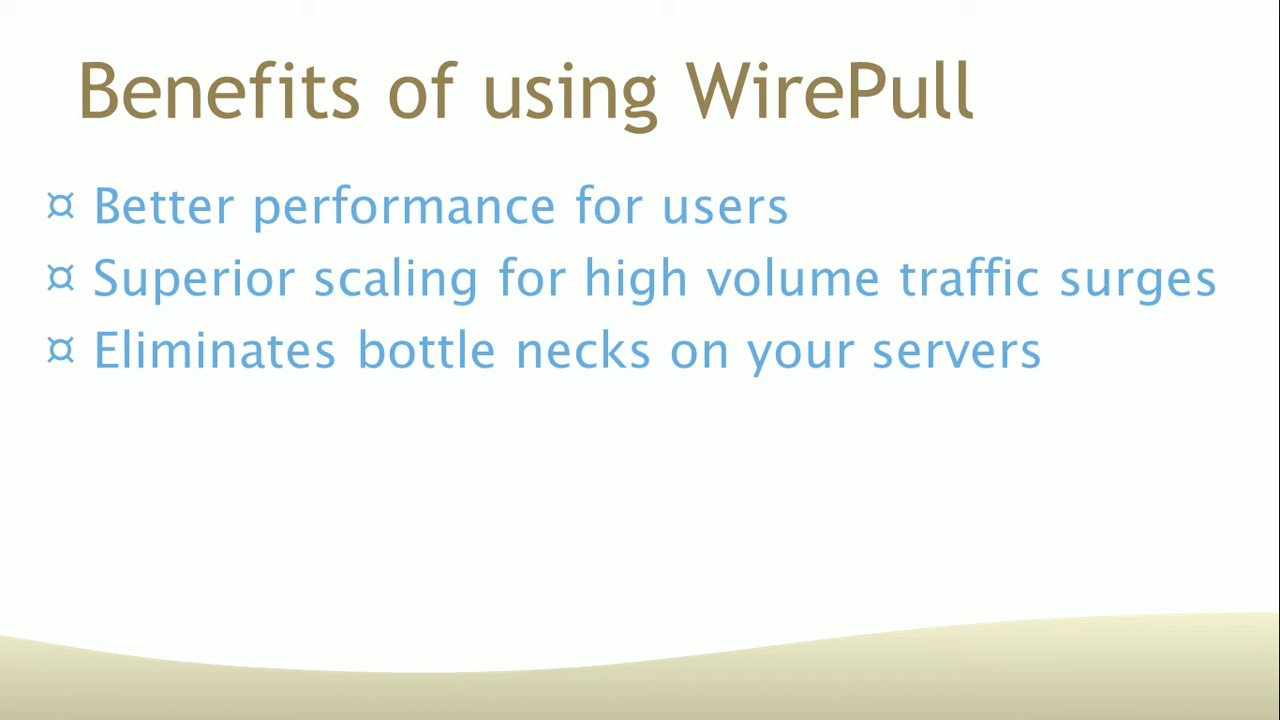 Benefits of using WirePull
¤ Better performance for users
¤ Superior scaling for high volume traffic surges
¤ Eliminates bottle necks on your servers